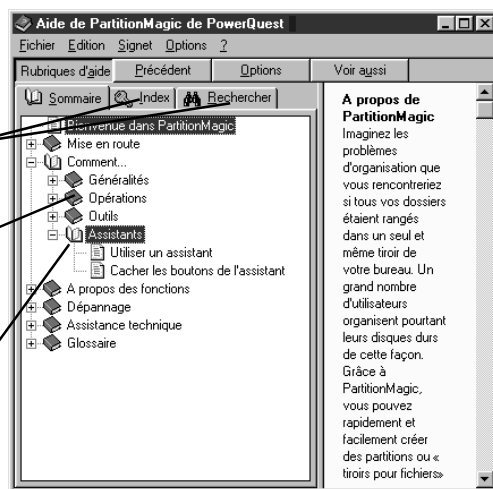 Aide de PartitionMagic de PowerQuest
Fichier Edition Signet Options ?
Rubriques d'aide Précédent Options Voir aussi
Sommaire Index Rechercher
Bienvenue dans PartitionMagic
Mise en route
Comment...
Généralités
Opérations
Outils
Assistants
Utiliser un assistant
Cacher les boutons de l'assistant
A propos des fonctions
Dépannage
Assistance technique
Glossaire
A propos de
PartitionMagic
Imaginez les
problèmes
d'organisation que
vous rencontreriez
si tous vos dossiers
étaient rangés
dans un seul et
même tiroir de
votre bureau. Un
grand nombre
d'utilisateurs
organisent pourtant
leurs disques durs
de cette façon.
Grâce à
PartitionMagic,
vous pouvez
rapidement et
facilement créer
des partitions ou «
tiroirs pour fichiers»